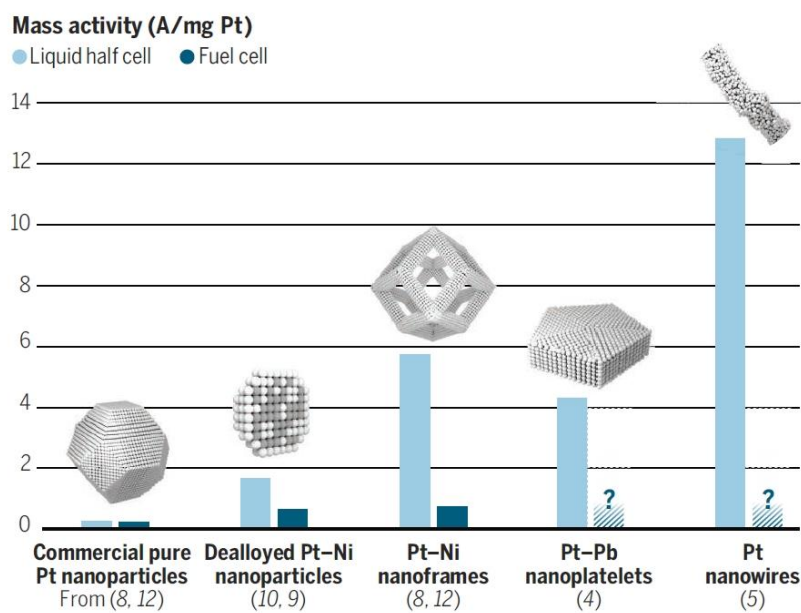 Mass activity (A/mg Pt)
Liquid half cell Fuel cell
14
12
10
8
6
4
2
0
? ?
Commercial pure Dealloyed Pt–Ni Pt–Ni Pt–Pb Pt
Pt nanoparticles nanoparticles nanoframes nanoplatelets nanowires
From (8, 12) (10, 9) (8, 12) (4) (5)